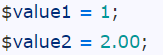 $value1 = 1;
$value2 = 2.00;